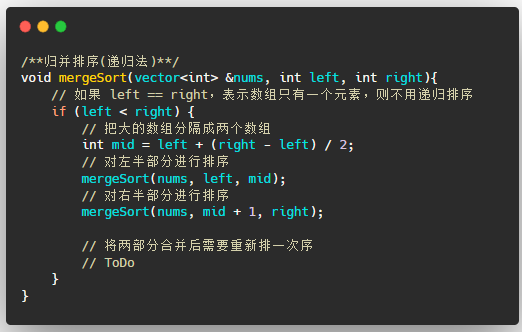 /**归并排序(递归法)**/
void mergeSort(vector<int> &nums, int left, int right){
    // 如果 left == right，表示数组只有一个元素，则不用递归排序
    if (left < right) {
        // 把大的数组分隔成两个数组
        int mid = left + (right - left) / 2;
        // 对左半部分进行排序
        mergeSort(nums, left, mid);
        // 对右半部分进行排序
        mergeSort(nums, mid + 1, right);

        // 将两部分合并后需要重新排一次序
        // ToDo
    }
}